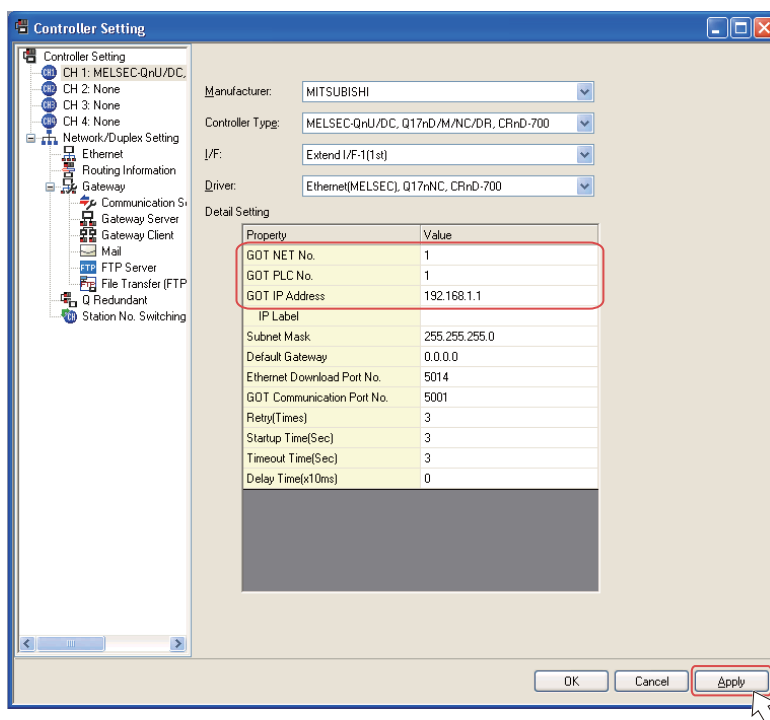 Controller Setting
Controller Setting
CH 1: MELSEC-QnU/DC,
CH 2: None
CH 3: None
CH 4: None
Network/Duplex Setting
Ethernet
Routing Information
Gateway
Communication S
Gateway Server
Gateway Client
Mail
FTP Server
File Transfer (FTP
Q Redundant
Station No. Switching
Manufacturer: MITSUBISHI
Controller Type: MELSEC-QnU/DC, Q17nD/M/NC/DR, CRnD-700
I/F: Extend I/F-1(1st)
Driver: Ethernet(MELSEC), Q17nNC, CRnD-700
Detail Setting
Property Value
GOT NET No. 1
GOT PLC No. 1
GOT IP Address 192.168.1.1
IP Label
Subnet Mask 255.255.255.0
Default Gateway 0.0.0.0
Ethernet Download Port No. 5014
GOT Communication Port No. 5001
Retry(Times) 3
Startup Time(Sec) 3
Timeout Time(Sec) 3
Delay Time(x10ms) 0
OK Cancel Apply